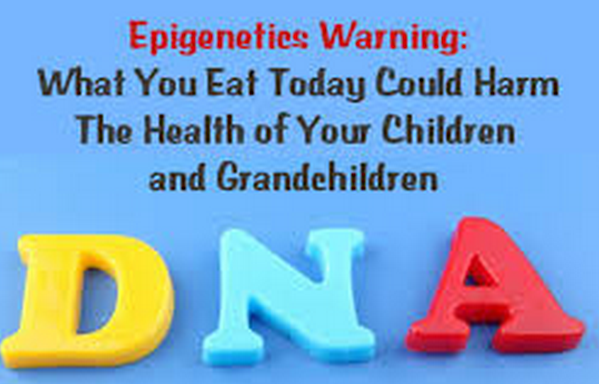 Epigenetics Warning:
What You Eat Today Could Harm
The Health of Your Children
and Grandchildren
DNA